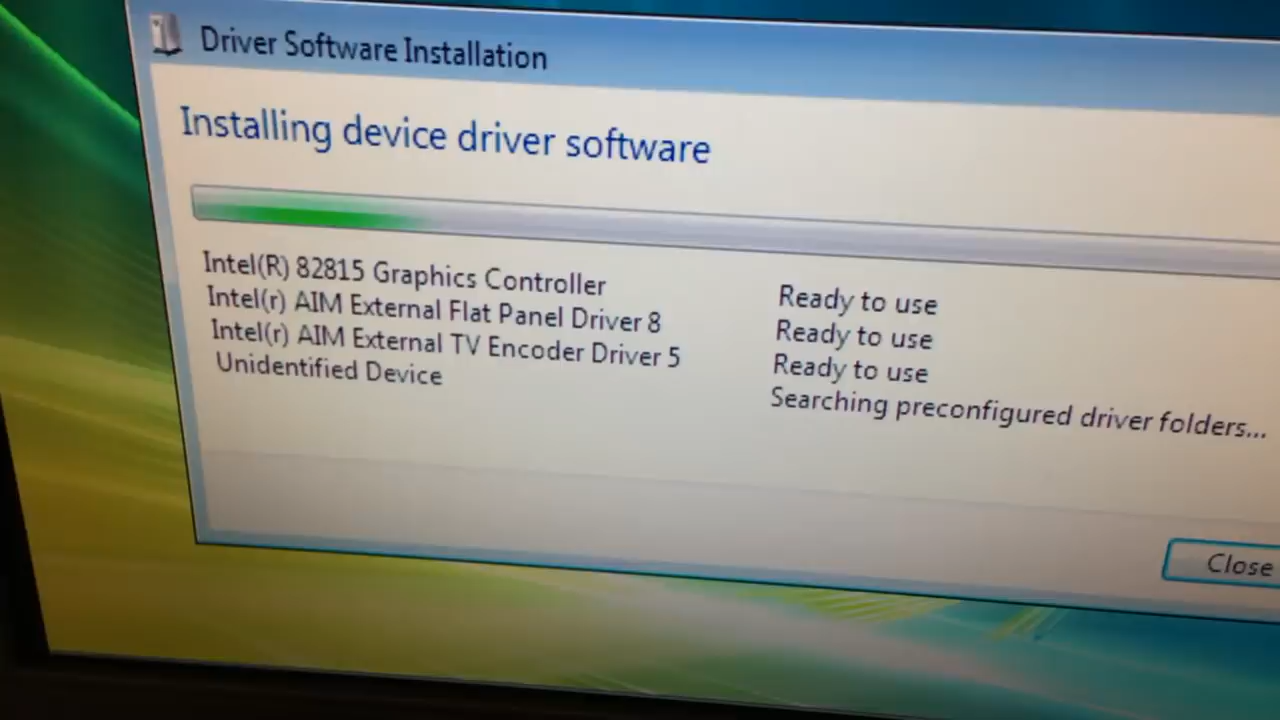 Driver Software Installation
Installing device driver software
Intel(R) 82815 Graphics Controller Ready to use
Intel(r) AIM External Flat Panel Driver 8 Ready to use
Intel(r) AIM External TV Encoder Driver 5 Ready to use
Unidentified Device Searching preconfigured driver folders...
Close